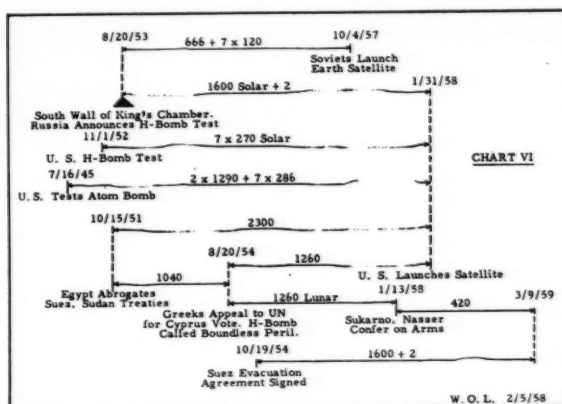 8/20/53
666 + 7 x 120
10/4/57
Soviets Launch
Earth Satellite
1600 Solar + 2
1/31/58
South Wall of King's Chamber.
Russia Announces H-Bomb Test
11/1/52
7 x 270 Solar
U. S. H-Bomb Test
CHART VI
7/16/45
2 x 1290 + 7 x 286
U. S. Tests Atom Bomb
10/15/51
2300
8/20/54
1260
U. S. Launches Satellite
1040
Egypt Abrogates
Suez, Sudan Treaties
1260 Lunar
1/13/58
420
3/9/59
Greeks Appeal to UN
for Cyprus Vote. H-Bomb
Called Boundless Peril.
Sukarno, Nasser
Confer on Arms
10/19/54
1600 + 2
Suez Evacuation
Agreement Signed
W. O. L. 2/5/58